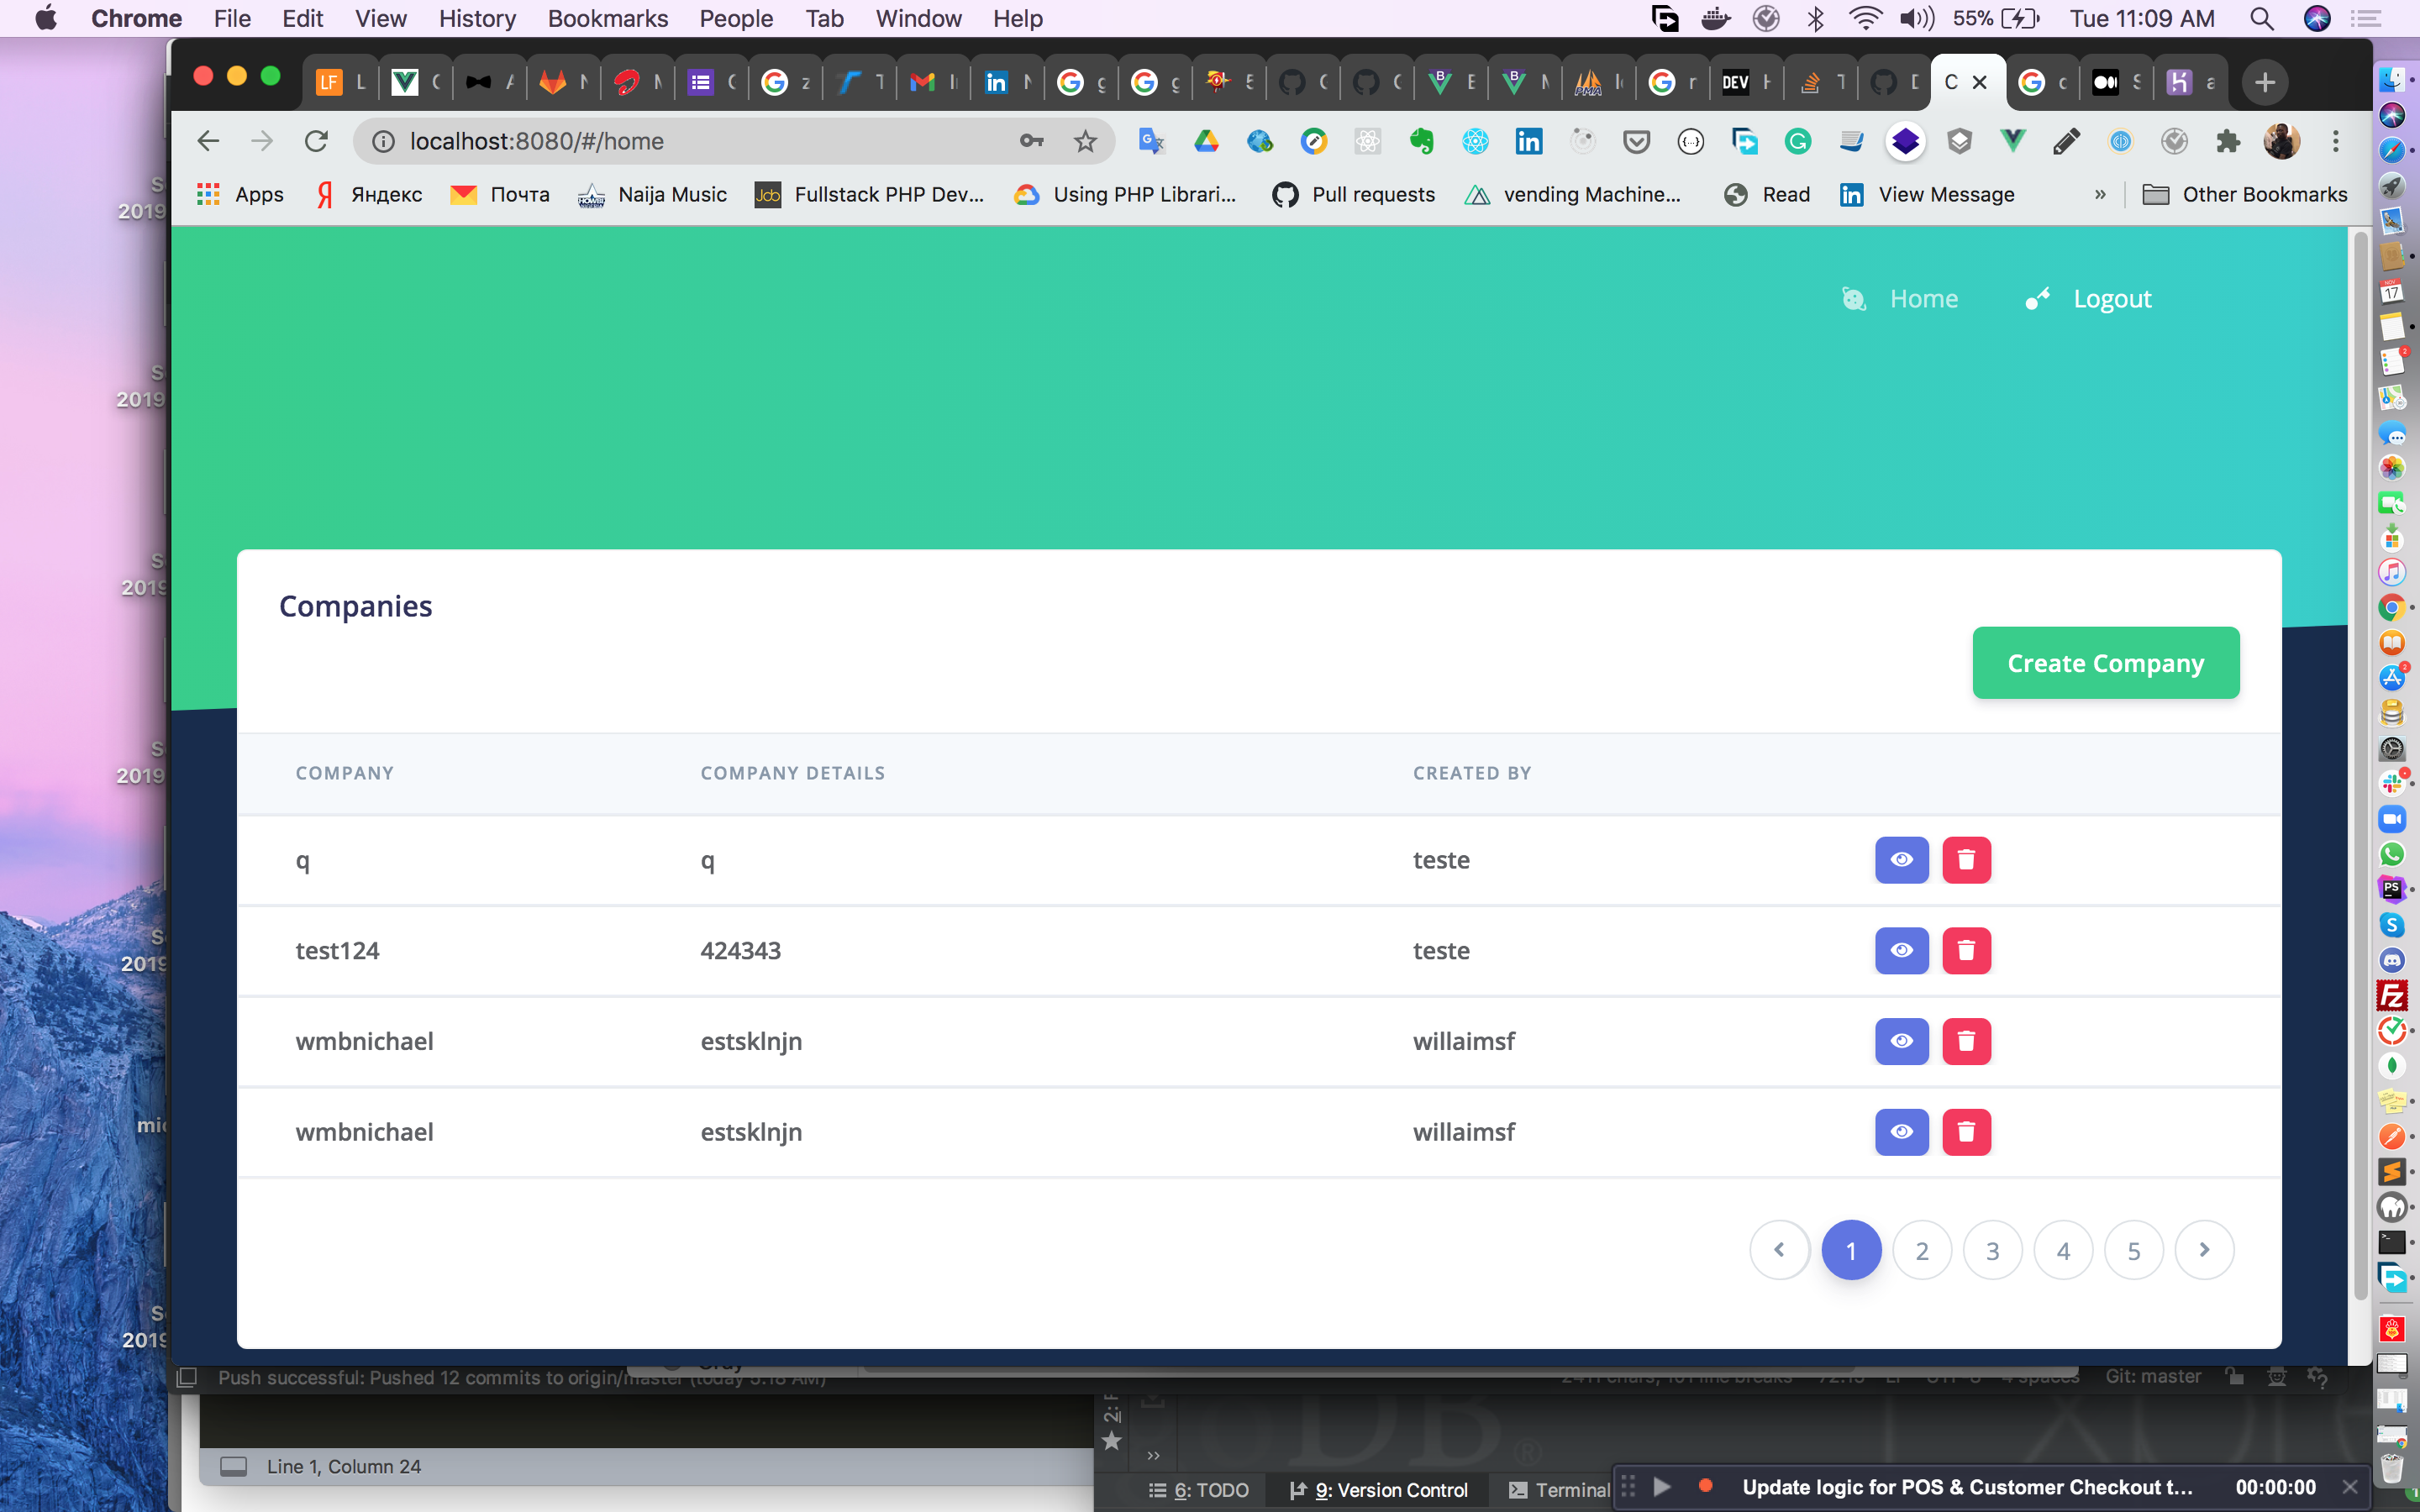 Chrome File Edit View History Bookmarks People Tab Window Help 55% Tue 11:09 AM
localhost:8080/#/home
Apps Яндекс Почта Naija Music Fullstack PHP Dev... Using PHP Librari... Pull requests vending Machine... Read View Message » Other Bookmarks
Home Logout
Companies
Create Company
COMPANY COMPANY DETAILS CREATED BY
q q teste
test124 424343 teste
wmbnichael estsklnjn willaimsf
wmbnichael estsklnjn willaimsf
1 2 3 4 5
Push successful: Pushed 12 commits to origin/master (today 5:18 AM) Git: master
Line 1, Column 24
6: TODO 9: Version Control Terminal
Update logic for POS & Customer Checkout t... 00:00:00